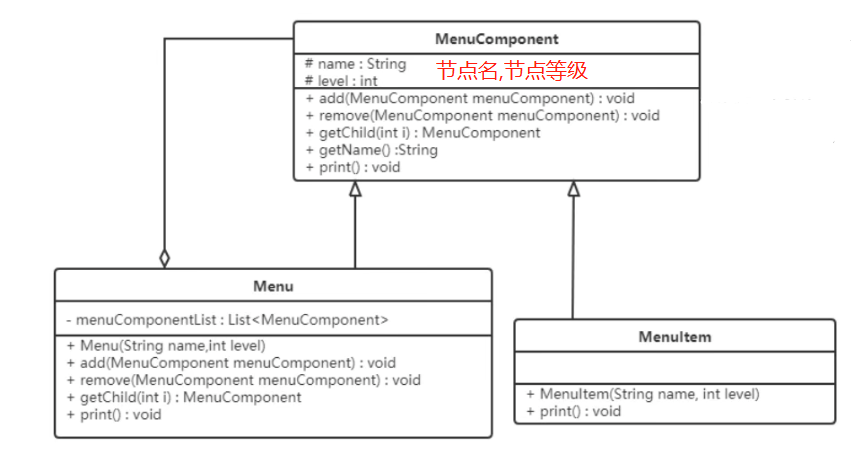 MenuComponent
# name : String
节点名,节点等级
# level : int
+ add(MenuComponent menuComponent) : void
+ remove(MenuComponent menuComponent) : void
+ getChild(int i) : MenuComponent
+ getName() :String
+ print() : void
Menu
- menuComponentList : List<MenuComponent>
+ Menu(String name,int level)
+ add(MenuComponent menuComponent) : void
+ remove(MenuComponent menuComponent) : void
+ getChild(int i) : MenuComponent
+ print() : void
MenuItem
+ MenuItem(String name, int level)
+ print() : void